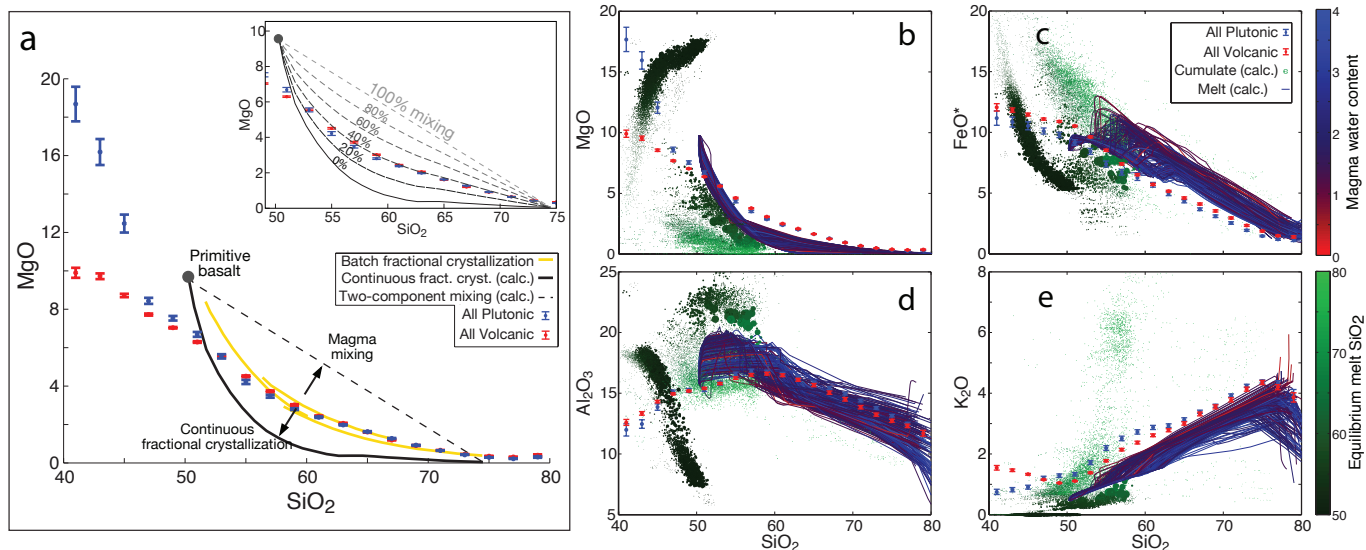 a
MgO
20
16
12
8
4
0
40
50
60
70
80
SiO2
Primitive
basalt
Batch fractional crystallization
Continuous fract. cryst. (calc.)
Two-component mixing (calc.)
All Plutonic
All Volcanic
Magma
mixing
Continuous
fractional crystallization
MgO
10
8
6
4
2
0
50
55
60
65
70
75
SiO2
100% mixing
80%
60%
40%
20%
0%
b
MgO
20
15
10
5
0
c
FeO*
20
15
10
5
0
All Plutonic
All Volcanic
Cumulate (calc.)
Melt (calc.)
4
3
2
1
0
Magma water content
d
Al2O3
25
20
15
10
5
40
50
60
70
80
SiO2
e
K2O
8
6
4
2
0
40
50
60
70
80
SiO2
80
70
60
50
Equilibrium melt SiO2